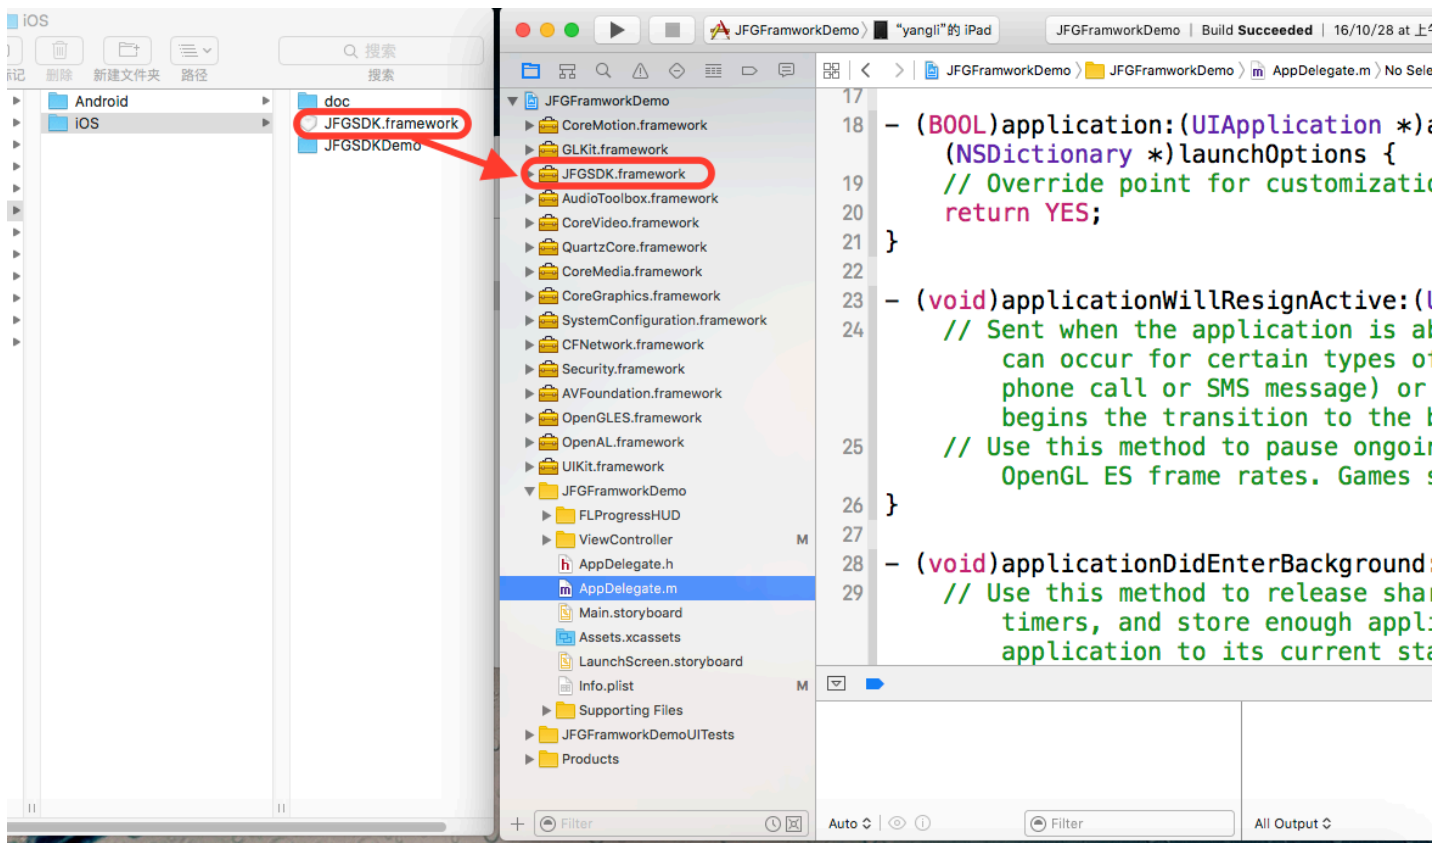 iOS
搜索
删除
新建文件夹
路径
搜索
Android
iOS
doc
JFGSDK.framework
JFGSDKDemo
JFGFramworkDemo
"yangli"的 iPad
JFGFramworkDemo | Build Succeeded | 16/10/28 at 上
JFGFramworkDemo
JFGFramworkDemo
AppDelegate.m
No Sele
JFGFramworkDemo
CoreMotion.framework
GLKit.framework
JFGSDK.framework
AudioToolbox.framework
CoreVideo.framework
QuartzCore.framework
CoreMedia.framework
CoreGraphics.framework
SystemConfiguration.framework
CFNetwork.framework
Security.framework
AVFoundation.framework
OpenGLES.framework
OpenAL.framework
UIKit.framework
JFGFramworkDemo
FLProgressHUD
ViewController M
h AppDelegate.h
m AppDelegate.m
Main.storyboard
Assets.xcassets
LaunchScreen.storyboard
Info.plist M
Supporting Files
JFGFramworkDemoUITests
Products
Filter
17
18 - (BOOL)application:(UIApplication *)a
(NSDictionary *)launchOptions {
19 // Override point for customizatio
20 return YES;
21 }
22
23 - (void)applicationWillResignActive:(U
24 // Sent when the application is ab
can occur for certain types of
phone call or SMS message) or
begins the transition to the b
25 // Use this method to pause ongoin
OpenGL ES frame rates. Games s
26 }
27
28 - (void)applicationDidEnterBackground:
29 // Use this method to release shar
timers, and store enough appli
application to its current sta
Auto
Filter
All Output